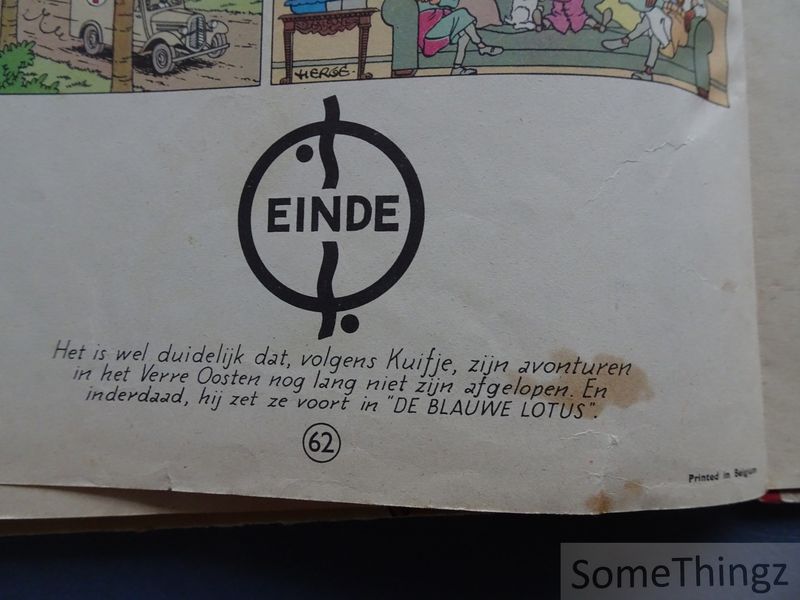 HERGÉ
EINDE
Het is wel duidelijk dat, volgens Kuifje, zijn avonturen
in het Verre Oosten nog lang niet zijn afgelopen. En
inderdaad, hij zet ze voort in "DE BLAUWE LOTUS".
62
Printed in Belgium
SomeThingz